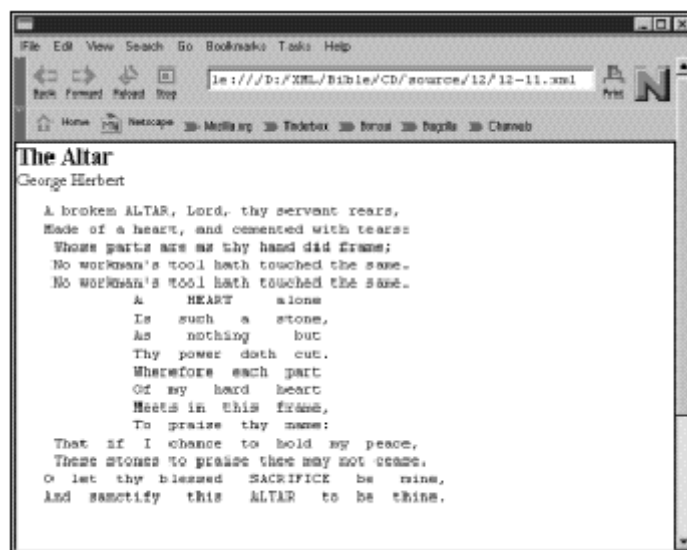 File Edit View Search Go Bookmarks Tasks Help
Back Forward Reload Stop
le:///D:/XML/Bible/CD/source/12/12-11.xml
Print
Home Netscape Mozilla.org Tinderbox Bonsai Bugzilla Channels
The Altar
George Herbert
A broken ALTAR, Lord, thy servant rears,
Made of a heart, and cemented with tears:
Whose parts are as thy hand did frame;
No workman's tool hath touched the same.
No workman's tool hath touched the same.
A HEART alone
Is such a stone,
As nothing but
Thy power doth cut.
Wherefore each part
Of my hard heart
Meets in this frame,
To praise thy name:
That if I chance to hold my peace,
These stones to praise thee may not cease.
O let thy blessed SACRIFICE be mine,
And sanctify this ALTAR to be thine.